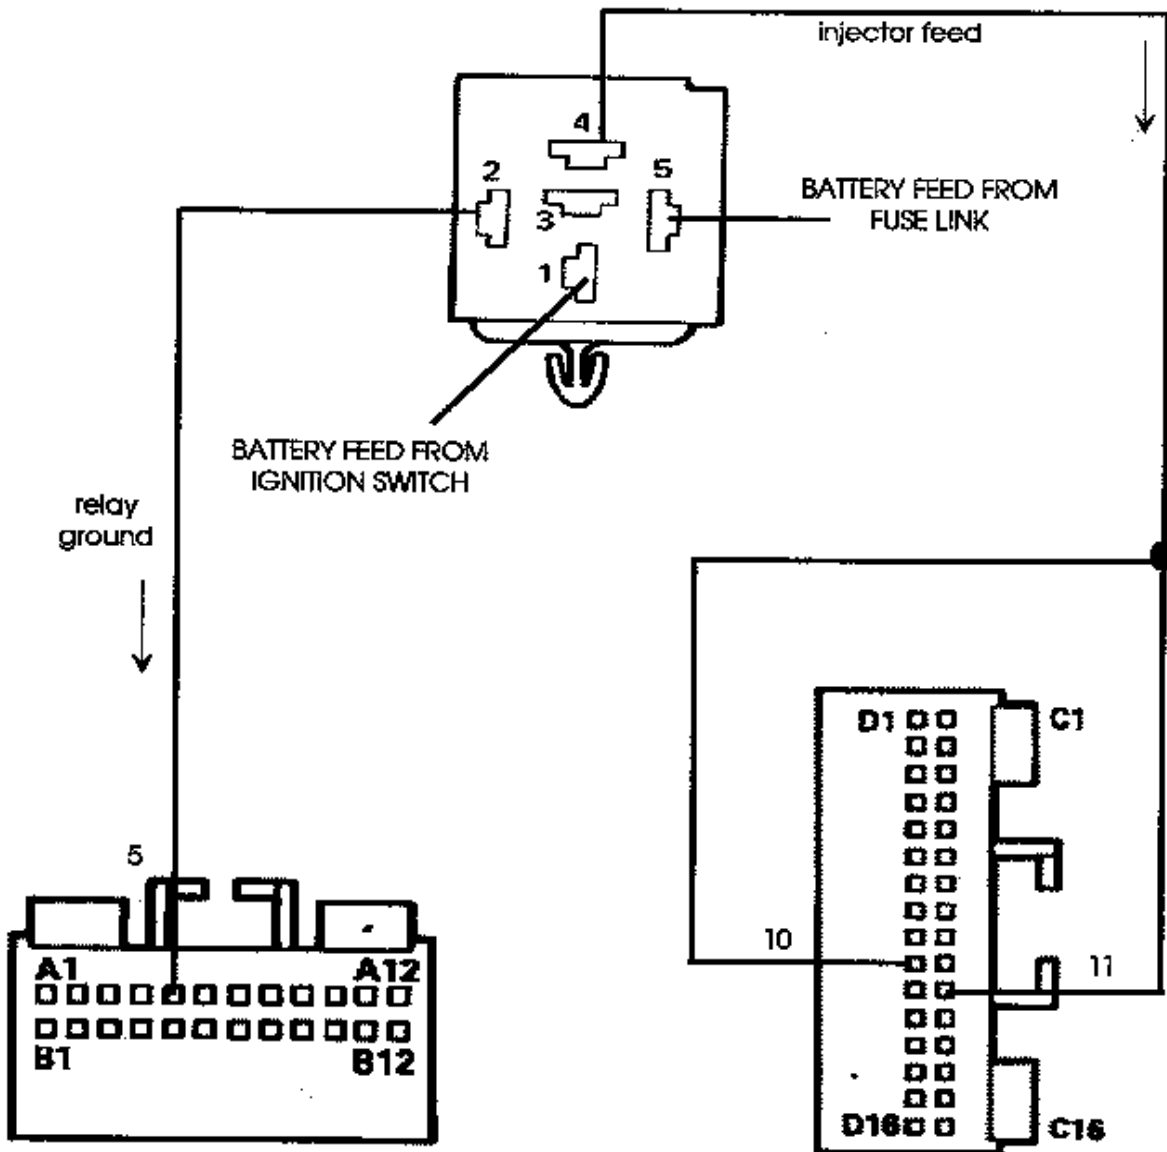 injector feed
4
2
5
3
1
BATTERY FEED FROM
FUSE LINK
BATTERY FEED FROM
IGNITION SWITCH
relay
ground
5
A1
A12
B1
B12
D1
C1
10
11
D16
C16